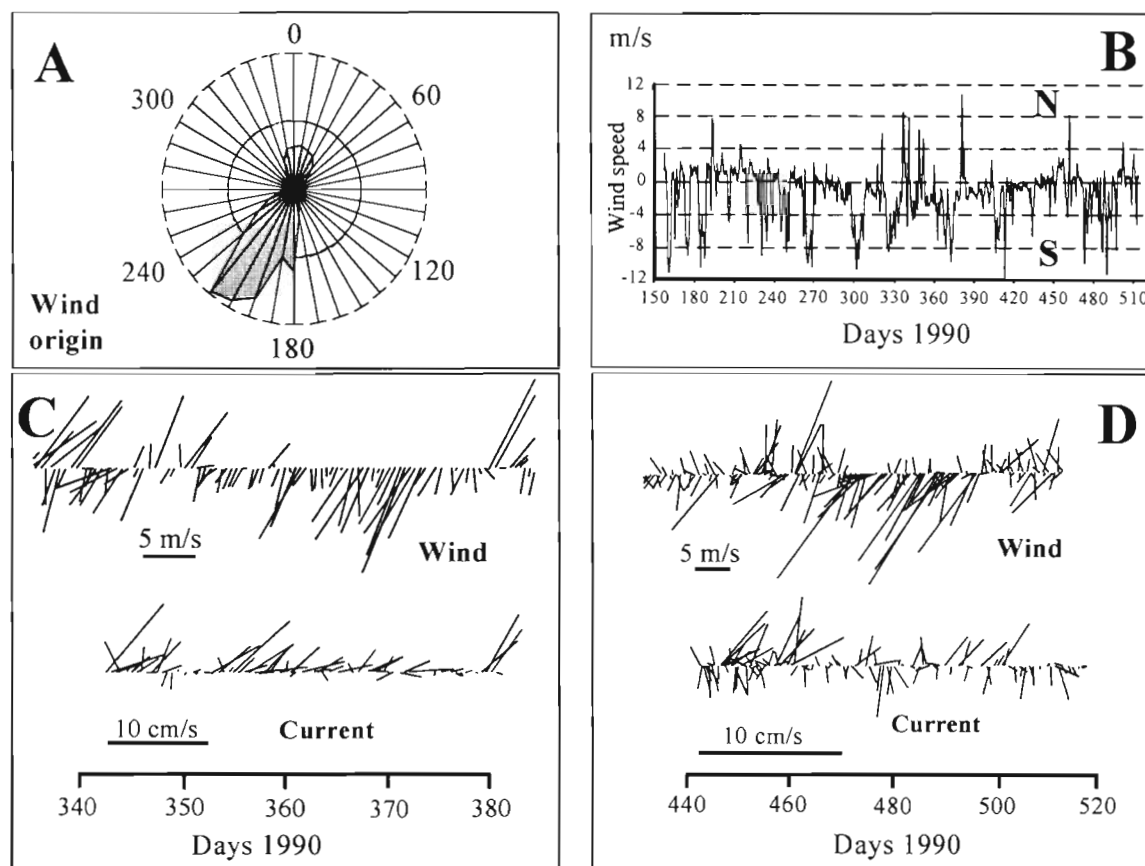 A
0
60
120
180
240
300
Wind
origin
B
m/s
Wind speed
12
8
4
0
-4
-8
-12
N
S
150 180 210 240 270 300 330 360 390 420 450 480 510
Days 1990
C
5 m/s
Wind
10 cm/s
Current
340 350 360 370 380
Days 1990
D
5 m/s
Wind
Current
10 cm/s
440 460 480 500 520
Days 1990